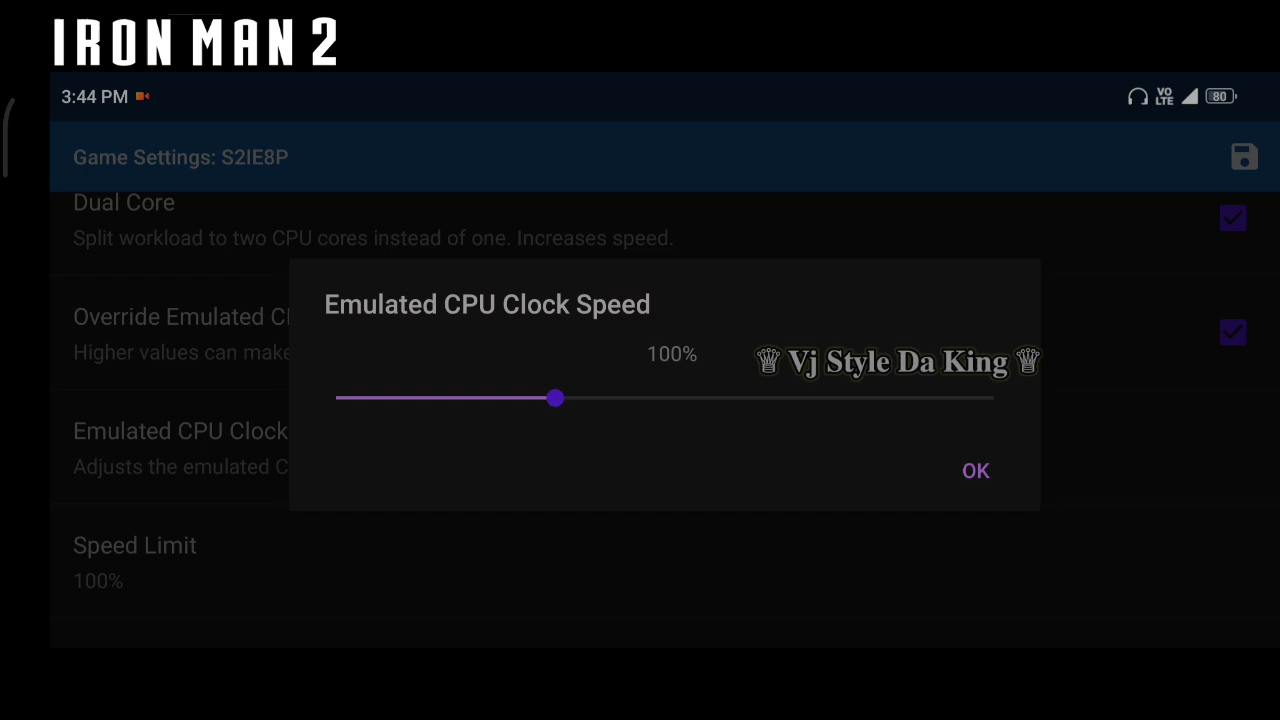 IRON MAN 2
3:44 PM
VO LTE
80
Game Settings: S2IE8P
Dual Core
Split workload to two CPU cores instead of one. Increases speed.
Override Emulated C
Higher values can make
Emulated CPU Clock
Adjusts the emulated C
Speed Limit
100%
Emulated CPU Clock Speed
100%
♕ Vj Style Da King ♕
OK